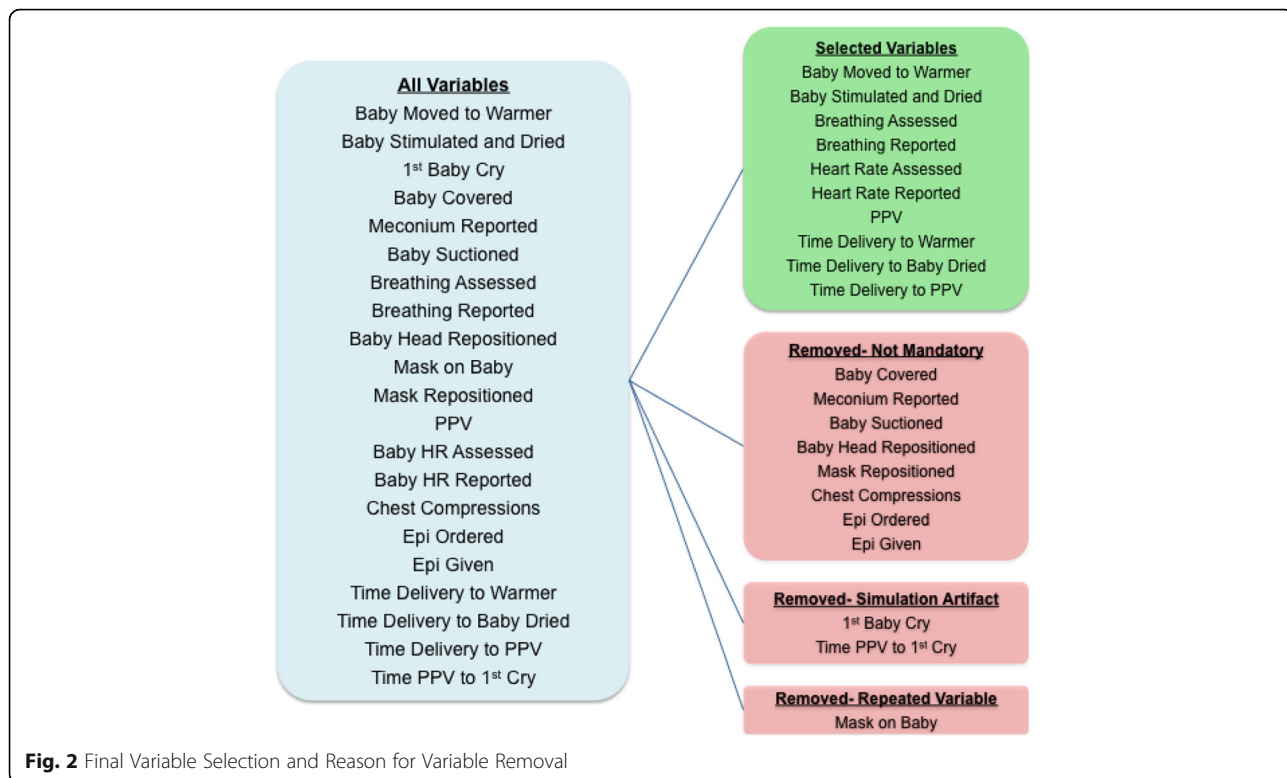 All Variables
Baby Moved to Warmer
Baby Stimulated and Dried
1st Baby Cry
Baby Covered
Meconium Reported
Baby Suctioned
Breathing Assessed
Breathing Reported
Baby Head Repositioned
Mask on Baby
Mask Repositioned
PPV
Baby HR Assessed
Baby HR Reported
Chest Compressions
Epi Ordered
Epi Given
Time Delivery to Warmer
Time Delivery to Baby Dried
Time Delivery to PPV
Time PPV to 1st Cry
Selected Variables
Baby Moved to Warmer
Baby Stimulated and Dried
Breathing Assessed
Breathing Reported
Heart Rate Assessed
Heart Rate Reported
PPV
Time Delivery to Warmer
Time Delivery to Baby Dried
Time Delivery to PPV
Removed- Not Mandatory
Baby Covered
Meconium Reported
Baby Suctioned
Baby Head Repositioned
Mask Repositioned
Chest Compressions
Epi Ordered
Epi Given
Removed- Simulation Artifact
1st Baby Cry
Time PPV to 1st Cry
Removed- Repeated Variable
Mask on Baby
Fig. 2 Final Variable Selection and Reason for Variable Removal